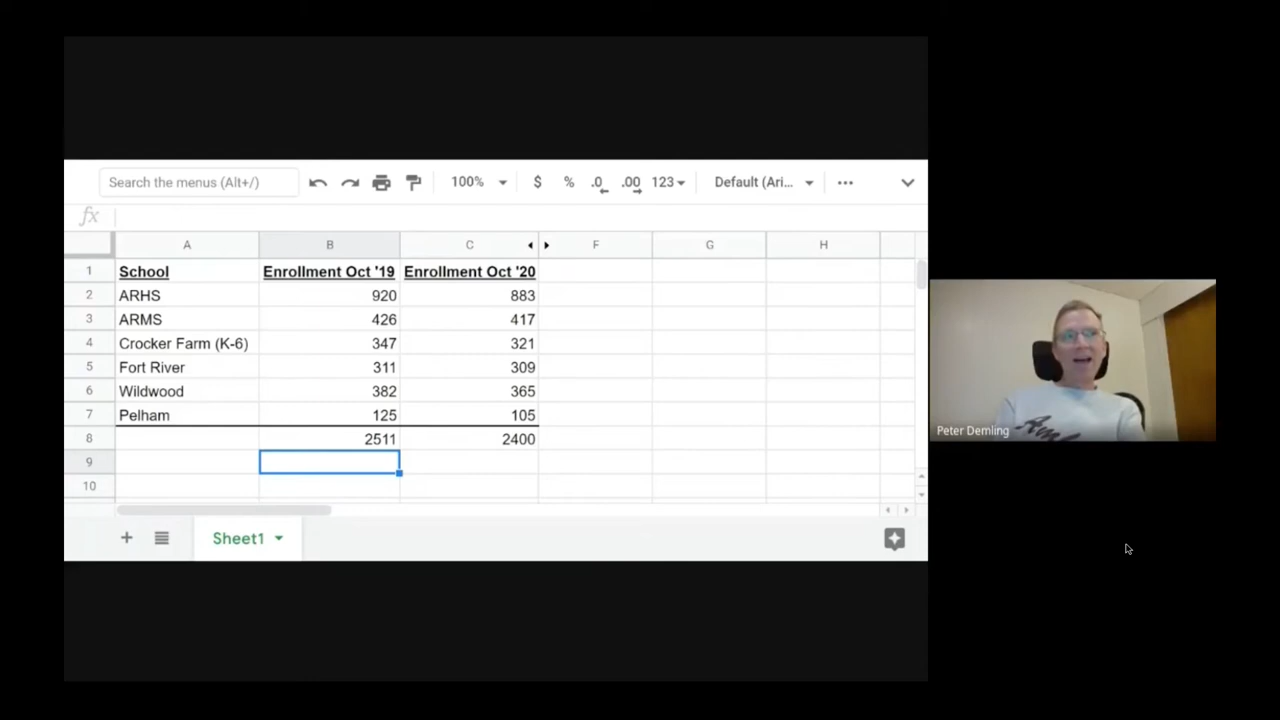 Search the menus (Alt+/) 100% $ % .0 .00 123 Default (Ari... ...
fx
A B C F G H
1 School Enrollment Oct '19 Enrollment Oct '20
2 ARHS 920 883
3 ARMS 426 417
4 Crocker Farm (K-6) 347 321
5 Fort River 311 309
6 Wildwood 382 365
7 Pelham 125 105
8 2511 2400
9
10
+ Sheet1
Peter Demling